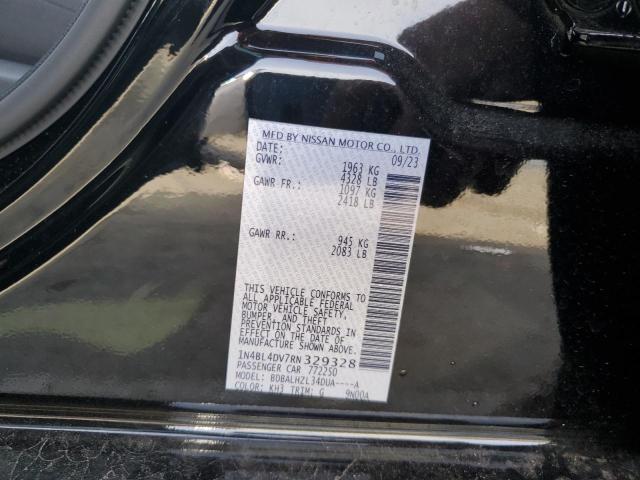 MFD BY NISSAN MOTOR CO., LTD.
DATE: 09/23
GVWR: 1963 KG
4328 LB
GAWR FR.: 1097 KG
2418 LB
GAWR RR.: 945 KG
2083 LB
THIS VEHICLE CONFORMS TO
ALL APPLICABLE FEDERAL
MOTOR VEHICLE SAFETY,
BUMPER, AND THEFT
PREVENTION STANDARDS IN
EFFECT ON THE DATE OF
MANUFACTURE SHOWN ABOVE.
1N4BL4DV7RN329328
PASSENGER CAR 772250
MODEL: BDBALHZL34DUA----A
COLOR: KH3 TRIM: G 9N00A